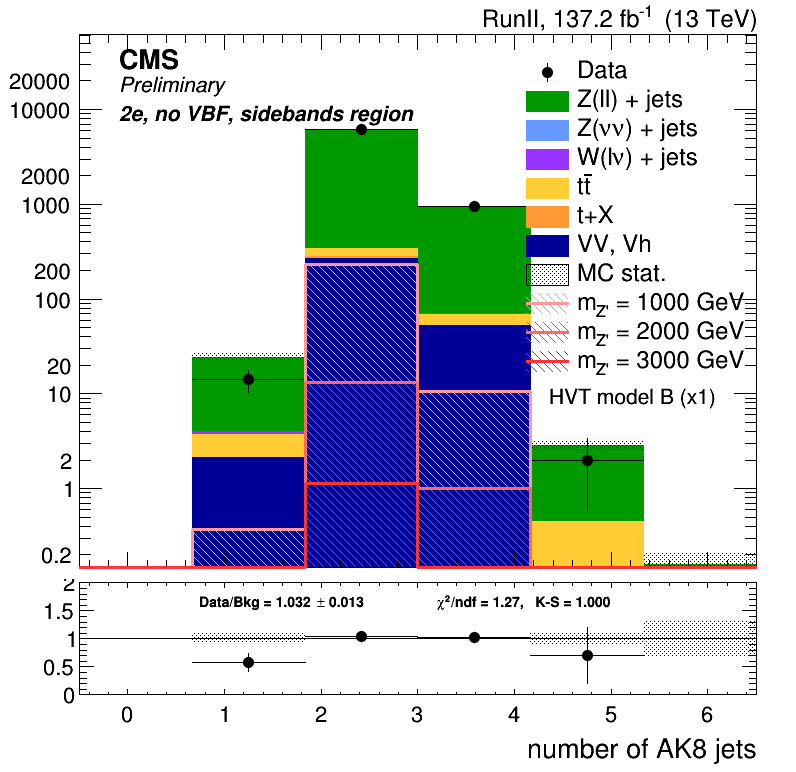 RunII, 137.2 fb⁻¹ (13 TeV)
CMS
Preliminary
2e, no VBF, sidebands region
Data
Z(ll) + jets
Z(νν) + jets
W(lν) + jets
tt̄
t+X
VV, Vh
MC stat.
m_Z' = 1000 GeV
m_Z' = 2000 GeV
m_Z' = 3000 GeV
HVT model B (x1)
20000
10000
2000
1000
200
100
20
10
2
1
0.2
2
1.5
1
0.5
0
Data/Bkg = 1.032 ± 0.013
χ²/ndf = 1.27, K-S = 1.000
0 1 2 3 4 5 6
number of AK8 jets